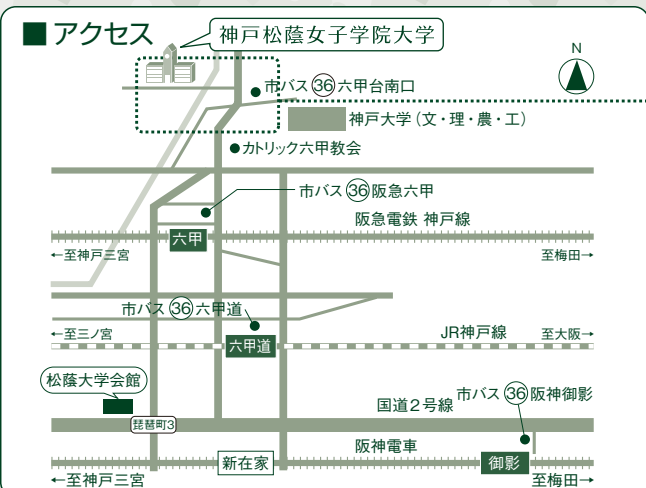 ■ アクセス
神戸松蔭女子学院大学
N
市バス ㊱ 六甲台南口
神戸大学(文・理・農・工)
カトリック六甲教会
市バス ㊱ 阪急六甲
阪急電鉄 神戸線
六甲
←至神戸三宮
至梅田→
市バス ㊱ 六甲道
←至三ノ宮
JR神戸線
至大阪→
六甲道
松蔭大学会館
市バス ㊱ 阪神御影
国道2号線
琵琶町3
阪神電車
新在家
御影
←至神戸三宮
至梅田→